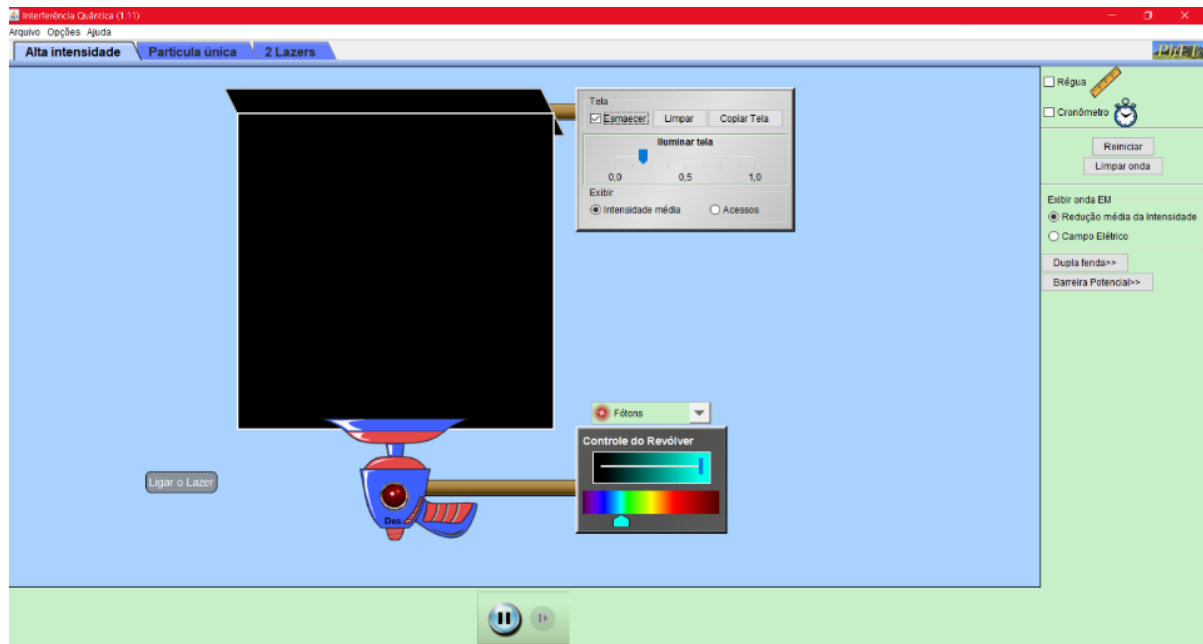 Interferência Quântica (1.11)
Arquivo Opções Ajuda
Alta intensidade Partícula única 2 Lazers
Tela
Esmaecer Limpar Copiar Tela
Iluminar tela
0,0 0,5 1,0
Exibir
Intensidade média Acessos
Fótons
Controle do Revólver
Ligar o Lazer
Des
Régua
Cronômetro
Reiniciar
Limpar onda
Exibir onda EM
Redução média da Intensidade
Campo Elétrico
Dupla fenda>>
Barreira Potencial>>